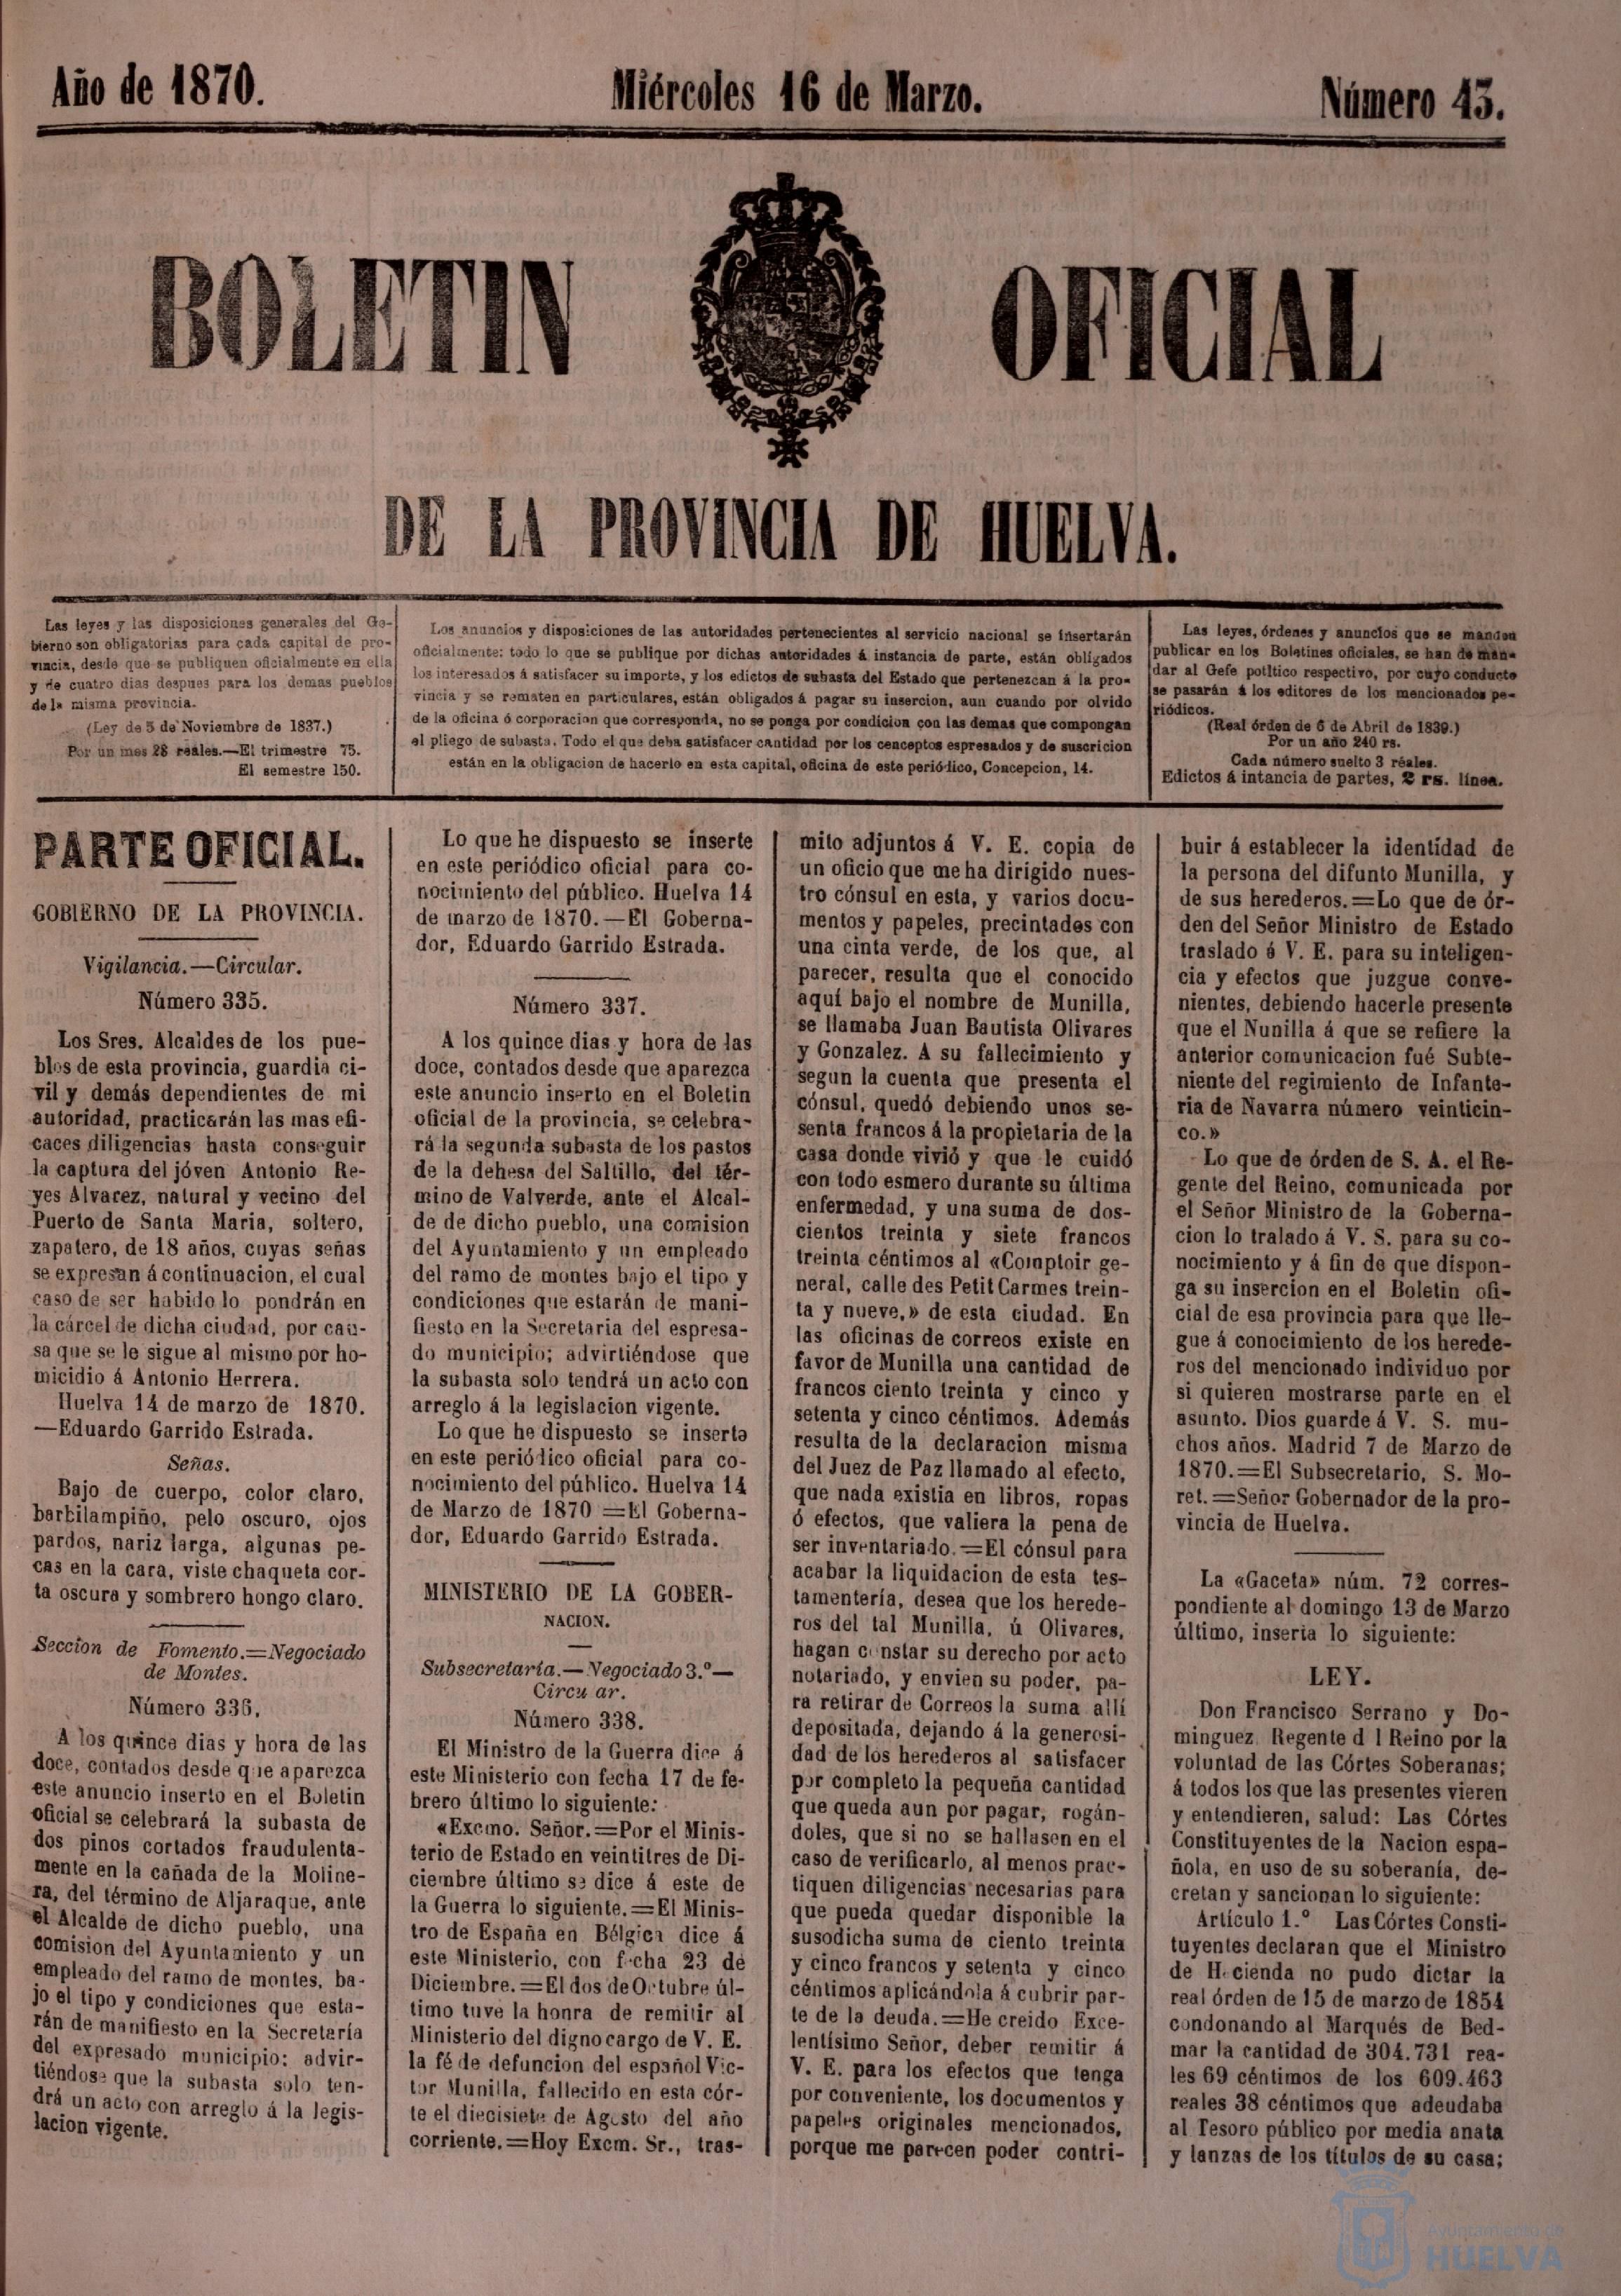 Año de 1870.
Miércoles 16 de Marzo.
Número 43.
BOLETIN OFICIAL
DE LA PROVINCIA DE HUELVA.
Las leyes y las disposiciones generales del Go-
bierno son obligatorias para cada capital de pro-
vincia, desde que se publiquen oficialmente en ella
y de cuatro dias despues para los demas pueblos
de la misma provincia.
(Ley de 5 de Noviembre de 1837.)
Por un mes 28 reales.—El trimestre 75.
El semestre 150.
Los anuncios y disposiciones de las autoridades pertenecientes al servicio nacional se insertarán
oficialmente: todo lo que se publique por dichas autoridades á instancia de parte, están obligados
los interesados á satisfacer su importe, y los edictos de subasta del Estado que pertenezcan á la pro-
vincia y se rematen en particulares, están obligados á pagar su insercion, aun cuando por olvido
de la oficina ó corporacion que corresponda, no se ponga por condicion con las demas que compongan
el pliego de subasta. Todo el que deba satisfacer cantidad por los cenceptos espresados y de suscricion
están en la obligacion de hacerlo en esta capital, oficina de este periódico, Concepcion, 14.
Las leyes, órdenes y anuncios que se manden
publicar en los Boletines oficiales, se han de man-
dar al Gefe potltico respectivo, por cuyo conducto
se pasarán á los editores de los mencionados pe-
riódicos.
(Real órden de 6 de Abril de 1839.)
Por un año 240 rs.
Cada número suelto 3 réales.
Edictos á intancia de partes, 2 rs. línea.
PARTE OFICIAL.
GOBIERNO DE LA PROVINCIA.
Vigilancia.—Circular.
Número 335.
Los Sres. Alcaldes de los pue-
blos de esta provincia, guardia ci-
vil y demás dependientes de mi
autoridad, practicarán las mas efi-
caces diligencias hasta conseguir
la captura del jóven Antonio Re-
yes Alvarez, natural y vecino del
Puerto de Santa Maria, soltero,
zapatero, de 18 años, cuyas señas
se expresan á continuacion, el cual
caso de ser habido lo pondrán en
la cárcel de dicha ciudad, por cau-
sa que se le sigue al mismo por ho-
micidio á Antonio Herrera.
Huelva 14 de marzo de 1870.
—Eduardo Garrido Estrada.
Señas.
Bajo de cuerpo, color claro,
barbilampiño, pelo oscuro, ojos
pardos, nariz larga, algunas pe-
cas en la cara, viste chaqueta cor-
ta oscura y sombrero hongo claro.
Seccion de Fomento.=Negociado
de Montes.
Número 336.
A los quince dias y hora de las
doce, contados desde que aparezca
este anuncio inserto en el Boletin
oficial se celebrará la subasta de
dos pinos cortados fraudulenta-
mente en la cañada de la Moline-
ra, del término de Aljaraque, ante
el Alcalde de dicho pueblo, una
comision del Ayuntamiento y un
empleado del ramo de montes, ba-
jo el tipo y condiciones que esta-
rán de manifiesto en la Secretaría
del expresado municipio: advir-
tiéndose que la subasta solo ten-
drá un acto con arreglo á la legis-
lacion vigente.
Lo que he dispuesto se inserte
en este periódico oficial para co-
nocimiento del público. Huelva 14
de marzo de 1870.—El Goberna-
dor, Eduardo Garrido Estrada.
Número 337.
A los quince dias y hora de las
doce, contados desde que aparezca
este anuncio inserto en el Boletin
oficial de la provincia, se celebra-
rá la segunda subasta de los pastos
de la dehesa del Saltillo, del tér-
mino de Valverde, ante el Alcal-
de de dicho pueblo, una comision
del Ayuntamiento y un empleado
del ramo de montes bajo el tipo y
condiciones que estarán de mani-
fiesto en la Secretaria del espresa-
do municipio; advirtiéndose que
la subasta solo tendrá un acto con
arreglo á la legislacion vigente.
Lo que he dispuesto se inserte
en este periódico oficial para co-
nocimiento del público. Huelva 14
de Marzo de 1870=El Goberna-
dor, Eduardo Garrido Estrada.
MINISTERIO DE LA GOBER-
NACION.
Subsecretaría.—Negociado 3.º—
Circu ar.
Número 338.
El Ministro de la Guerra dice á
este Ministerio con fecha 17 de fe-
brero último lo siguiente:
«Excmo. Señor.=Por el Minis-
terio de Estado en veintitres de Di-
ciembre último se dice á este de
la Guerra lo siguiente.=El Minis-
tro de España en Bélgica dice á
este Ministerio, con fecha 23 de
Diciembre.=El dos de Octubre úl-
timo tuve la honra de remitir al
Ministerio del digno cargo de V. E.
la fé de defuncion del español Vic-
tor Munilla, fallecido en esta cór-
te el diecisiete de Agosto del año
corriente.=Hoy Excm. Sr., tras-
mito adjuntos á V. E. copia de
un oficio que me ha dirigido nues-
tro cónsul en esta, y varios docu-
mentos y papeles, precintados con
una cinta verde, de los que, al
parecer, resulta que el conocido
aquí bajo el nombre de Munilla,
se llamaba Juan Bautista Olivares
y Gonzalez. A su fallecimiento y
segun la cuenta que presenta el
cónsul, quedó debiendo unos se-
senta francos á la propietaria de la
casa donde vivió y que le cuidó
con todo esmero durante su última
enfermedad, y una suma de dos-
cientos treinta y siete francos
treinta céntimos al «Comptoir ge-
neral, calle des Petit Carmes trein-
ta y nueve,» de esta ciudad. En
las oficinas de correos existe en
favor de Munilla una cantidad de
francos ciento treinta y cinco y
setenta y cinco céntimos. Además
resulta de la declaracion misma
del Juez de Paz llamado al efecto,
que nada existia en libros, ropas
ó efectos, que valiera la pena de
ser inventariado.=El cónsul para
acabar la liquidacion de esta tes-
tamentería, desea que los herede-
ros del tal Munilla, ú Olivares,
hagan constar su derecho por acto
notariado, y envien su poder, pa-
ra retirar de Correos la suma allí
depositada, dejando á la generosi-
dad de los herederos al satisfacer
por completo la pequeña cantidad
que queda aun por pagar, rogán-
doles, que si no se hallasen en el
caso de verificarlo, al menos prac-
tiquen diligencias necesarias para
que pueda quedar disponible la
susodicha suma de ciento treinta
y cinco francos y setenta y cinco
céntimos aplicándola á cubrir par-
te de la deuda.=He creido Exce-
lentísimo Señor, deber remitir á
V. E. para los efectos que tenga
por conveniente, los documentos y
papeles originales mencionados,
porque me parecen poder contri-
buir á establecer la identidad de
la persona del difunto Munilla, y
de sus herederos.=Lo que de ór-
den del Señor Ministro de Estado
traslado á V. E. para su inteligen-
cia y efectos que juzgue conve-
nientes, debiendo hacerle presente
que el Nunilla á que se refiere la
anterior comunicacion fué Subte-
niente del regimiento de Infante-
ria de Navarra número veinticin-
co.»
Lo que de órden de S. A. el Re-
gente del Reino, comunicada por
el Señor Ministro de la Goberna-
cion lo tralado á V. S. para su co-
nocimiento y á fin de que dispon-
ga su insercion en el Boletin ofi-
cial de esa provincia para que lle-
gue á conocimiento de los herede-
ros del mencionado individuo por
si quieren mostrarse parte en el
asunto. Dios guarde á V. S. mu-
chos años. Madrid 7 de Marzo de
1870.=El Subsecretario, S. Mo-
ret.=Señor Gobernador de la pro-
vincia de Huelva.
La «Gaceta» núm. 72 corres-
pondiente al domingo 13 de Marzo
último, inseria lo siguiente:
LEY.
Don Francisco Serrano y Do-
minguez. Regente d l Reino por la
voluntad de las Córtes Soberanas;
á todos los que las presentes vieren
y entendieren, salud: Las Córtes
Constituyentes de la Nacion espa-
ñola, en uso de su soberanía, de-
cretan y sancionan lo siguiente:
Artículo 1.º Las Córtes Consti-
tuyentes declaran que el Ministro
de Hacienda no pudo dictar la
real órden de 15 de marzo de 1854
condonando al Marqués de Bed-
mar la cantidad de 304.731 rea-
les 69 céntimos de los 609.463
reales 38 céntimos que adeudaba
al Tesoro público por media anata
y lanzas de los títulos de su casa;
Ayuntamiento de
HUELVA